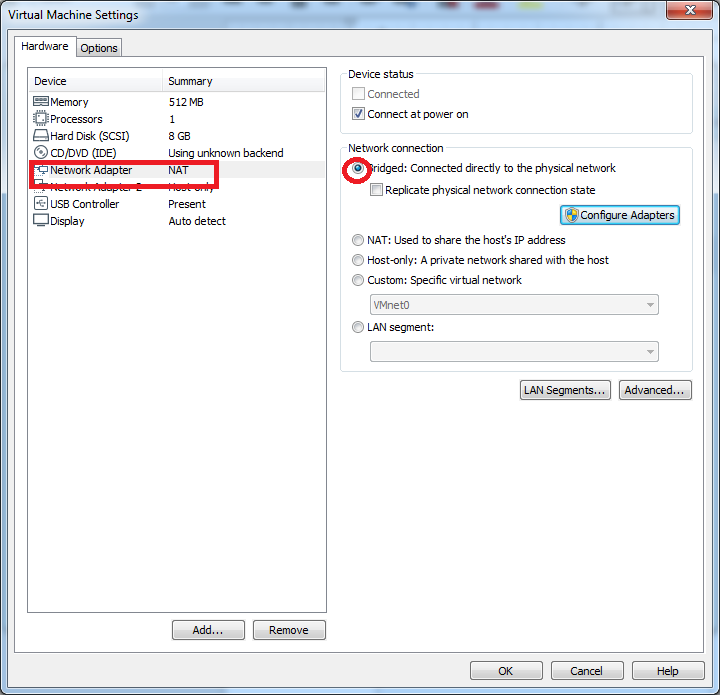 Virtual Machine Settings
Hardware
Options
Device Summary
Memory 512 MB
Processors 1
Hard Disk (SCSI) 8 GB
CD/DVD (IDE) Using unknown backend
Network Adapter NAT
Network Adapter 2 Host-only
USB Controller Present
Display Auto detect
Add...
Remove
Device status
Connected
Connect at power on
Network connection
Bridged: Connected directly to the physical network
Replicate physical network connection state
Configure Adapters
NAT: Used to share the host's IP address
Host-only: A private network shared with the host
Custom: Specific virtual network
VMnet0
LAN segment:
LAN Segments...
Advanced...
OK
Cancel
Help